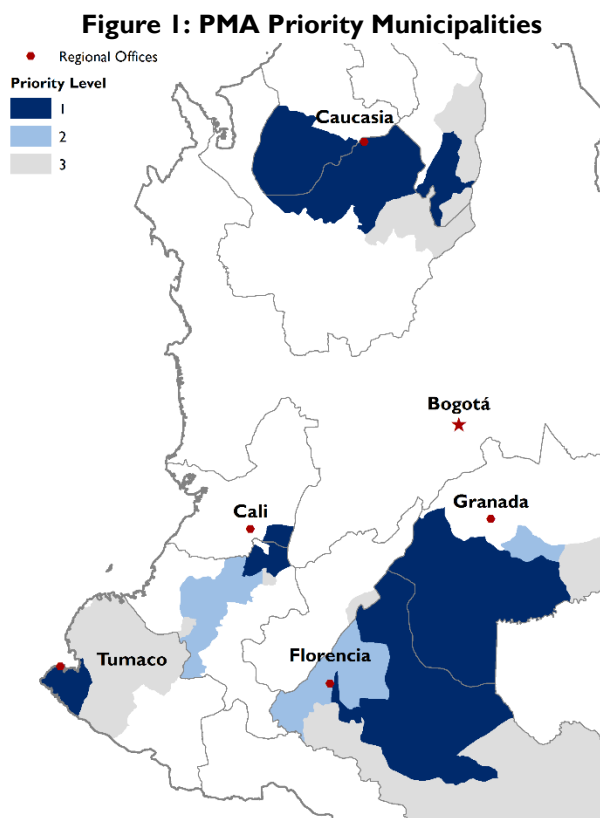 Figure 1: PMA Priority Municipalities
Regional Offices
Priority Level
1
2
3
Caucasia
Bogotá
Granada
Cali
Florencia
Tumaco